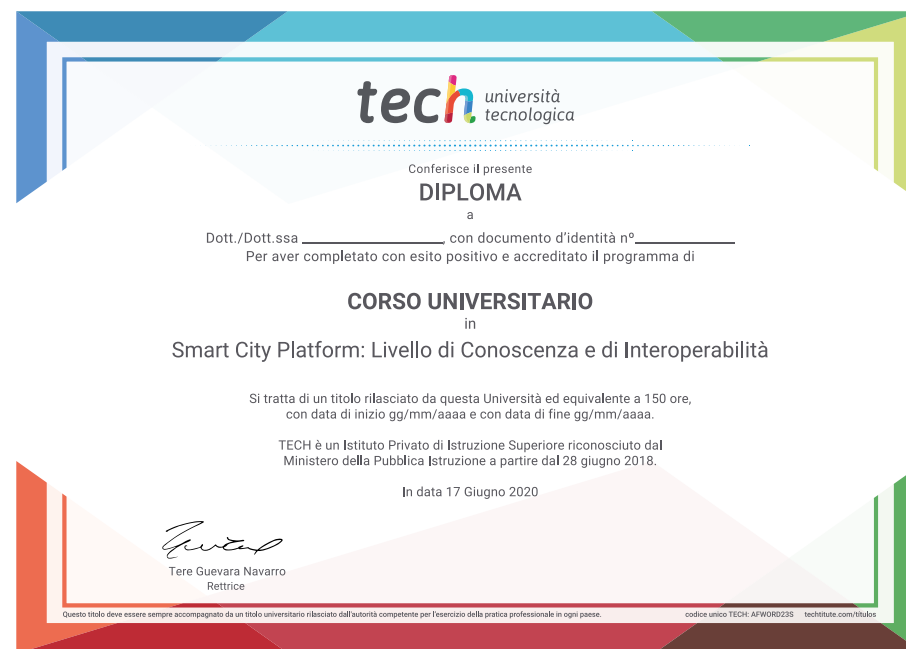 tech università
tecnologica
Conferisce il presente
DIPLOMA
a
Dott./Dott.ssa ____________________, con documento d'identità nº______________
Per aver completato con esito positivo e accreditato il programma di
CORSO UNIVERSITARIO
in
Smart City Platform: Livello di Conoscenza e di Interoperabilità
Si tratta di un titolo rilasciato da questa Università ed equivalente a 150 ore,
con data di inizio gg/mm/aaaa e con data di fine gg/mm/aaaa.
TECH è un Istituto Privato di Istruzione Superiore riconosciuto dal
Ministero della Pubblica Istruzione a partire dal 28 giugno 2018.
In data 17 Giugno 2020
Tere Guevara Navarro
Rettrice
Questo titolo deve essere sempre accompagnato da un titolo universitario rilasciato dall'autorità competente per l'esercizio della pratica professionale in ogni paese. codice unico TECH: AFWORD23S techtitute.com/titulos